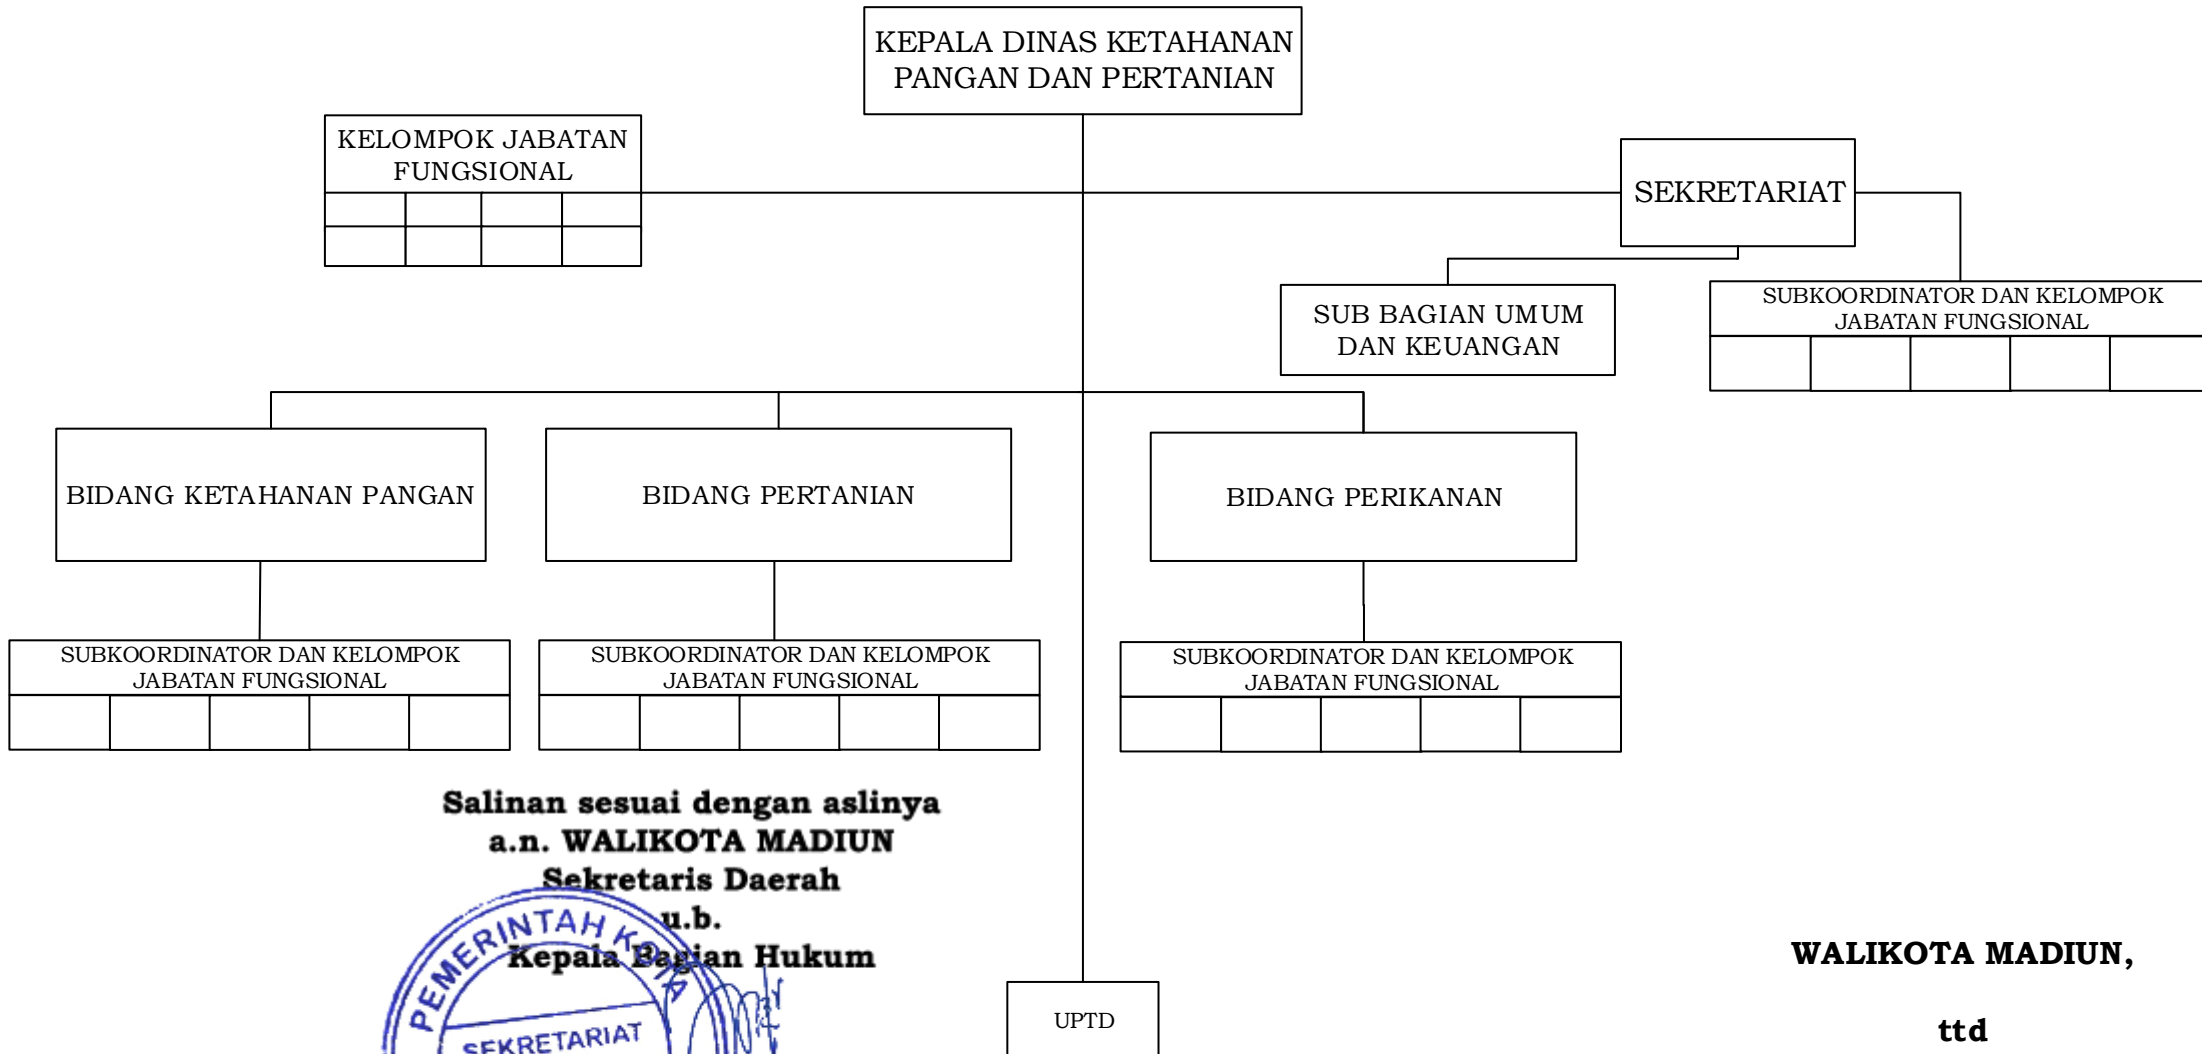 KEPALA DINAS KETAHANAN
PANGAN DAN PERTANIAN
KELOMPOK JABATAN
FUNGSIONAL
SEKRETARIAT
SUB BAGIAN UMUM
DAN KEUANGAN
SUBKOORDINATOR DAN KELOMPOK
JABATAN FUNGSIONAL
BIDANG KETAHANAN PANGAN
BIDANG PERTANIAN
BIDANG PERIKANAN
SUBKOORDINATOR DAN KELOMPOK
JABATAN FUNGSIONAL
SUBKOORDINATOR DAN KELOMPOK
JABATAN FUNGSIONAL
SUBKOORDINATOR DAN KELOMPOK
JABATAN FUNGSIONAL
Salinan sesuai dengan aslinya
a.n. WALIKOTA MADIUN
Sekretaris Daerah
u.b.
Kepala Bagian Hukum
PEMERINTAH KOTA
SEKRETARIAT
UPTD
WALIKOTA MADIUN,
ttd